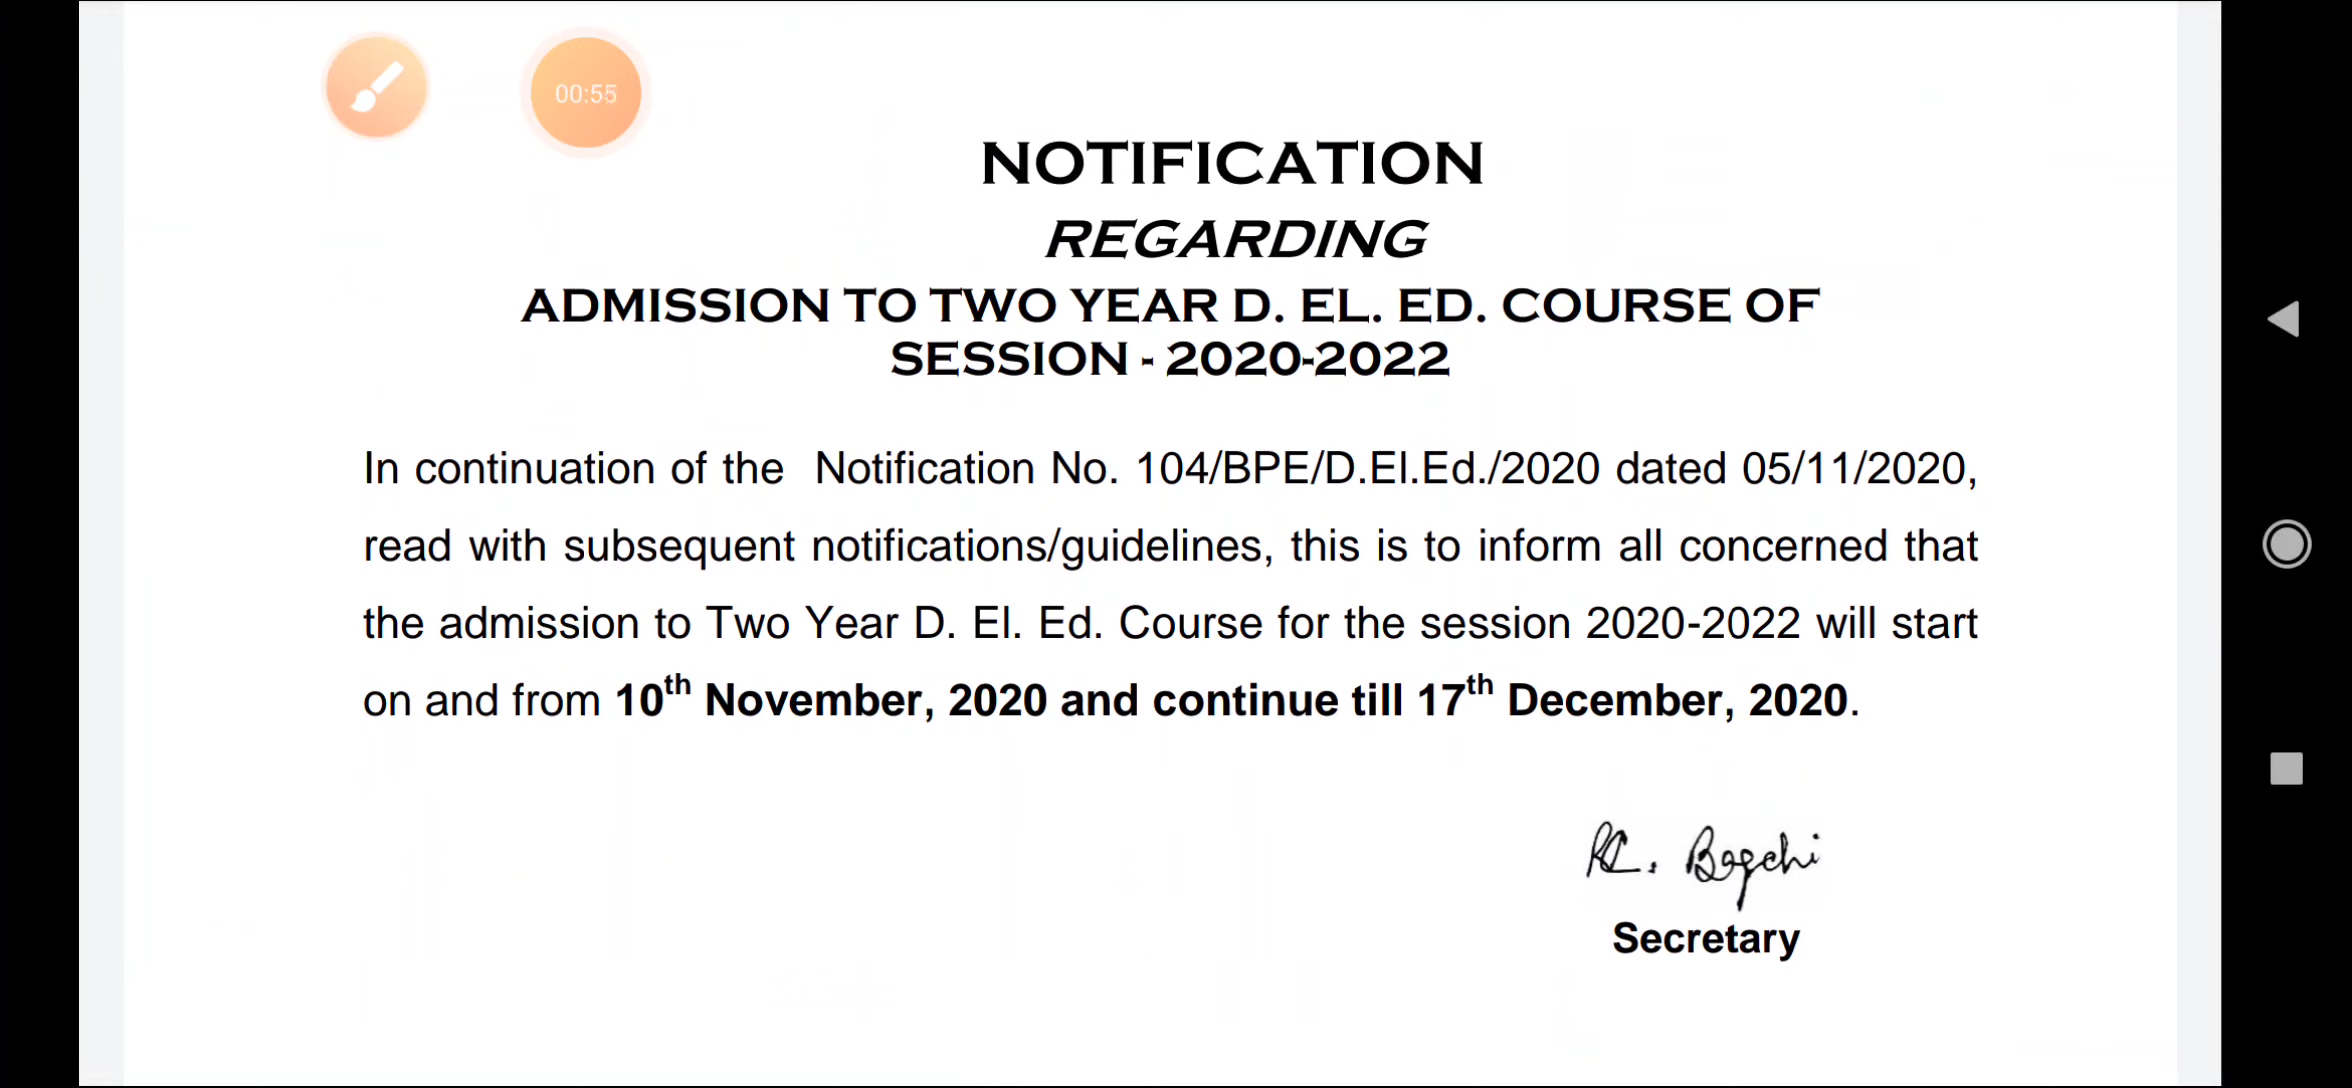 00:55
NOTIFICATION
REGARDING
ADMISSION TO TWO YEAR D. EL. ED. COURSE OF
SESSION - 2020-2022
In continuation of the Notification No. 104/BPE/D.El.Ed./2020 dated 05/11/2020,
read with subsequent notifications/guidelines, this is to inform all concerned that
the admission to Two Year D. El. Ed. Course for the session 2020-2022 will start
on and from 10th November, 2020 and continue till 17th December, 2020.
R.C. Bagchi
Secretary